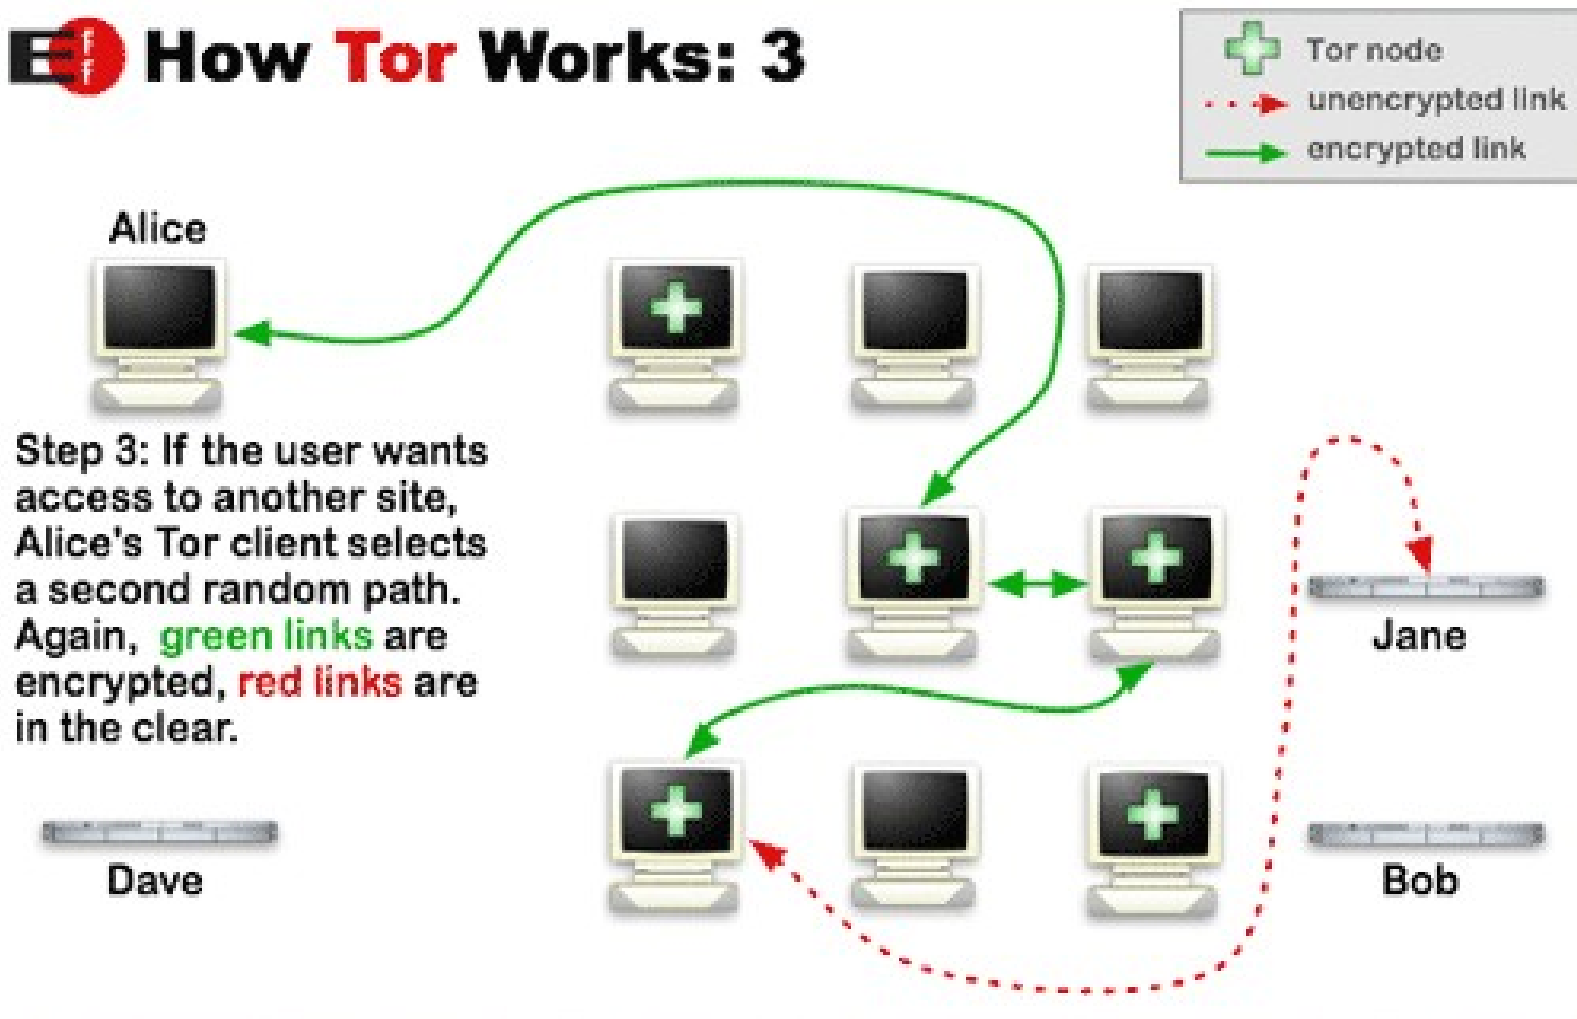 EFF How Tor Works: 3
Tor node
unencrypted link
encrypted link
Alice
Step 3: If the user wants
access to another site,
Alice's Tor client selects
a second random path.
Again, green links are
encrypted, red links are
in the clear.
Jane
Dave
Bob